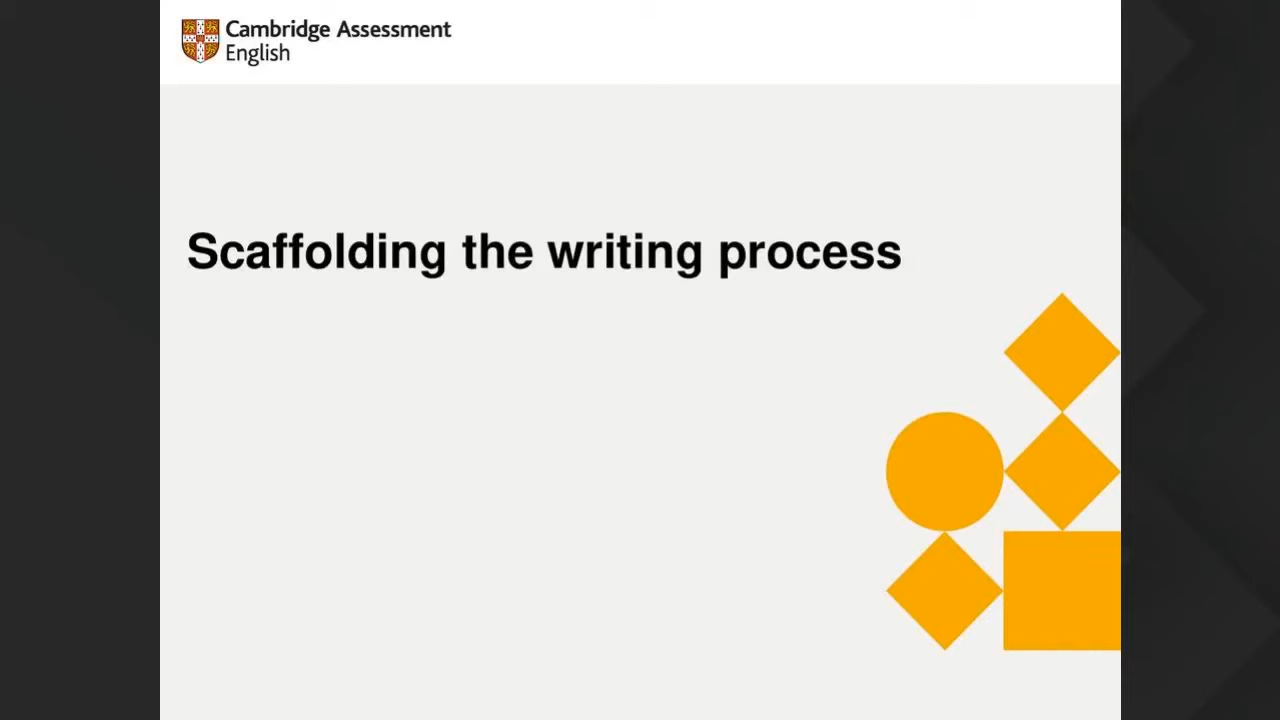 Cambridge Assessment
English
Scaffolding the writing process